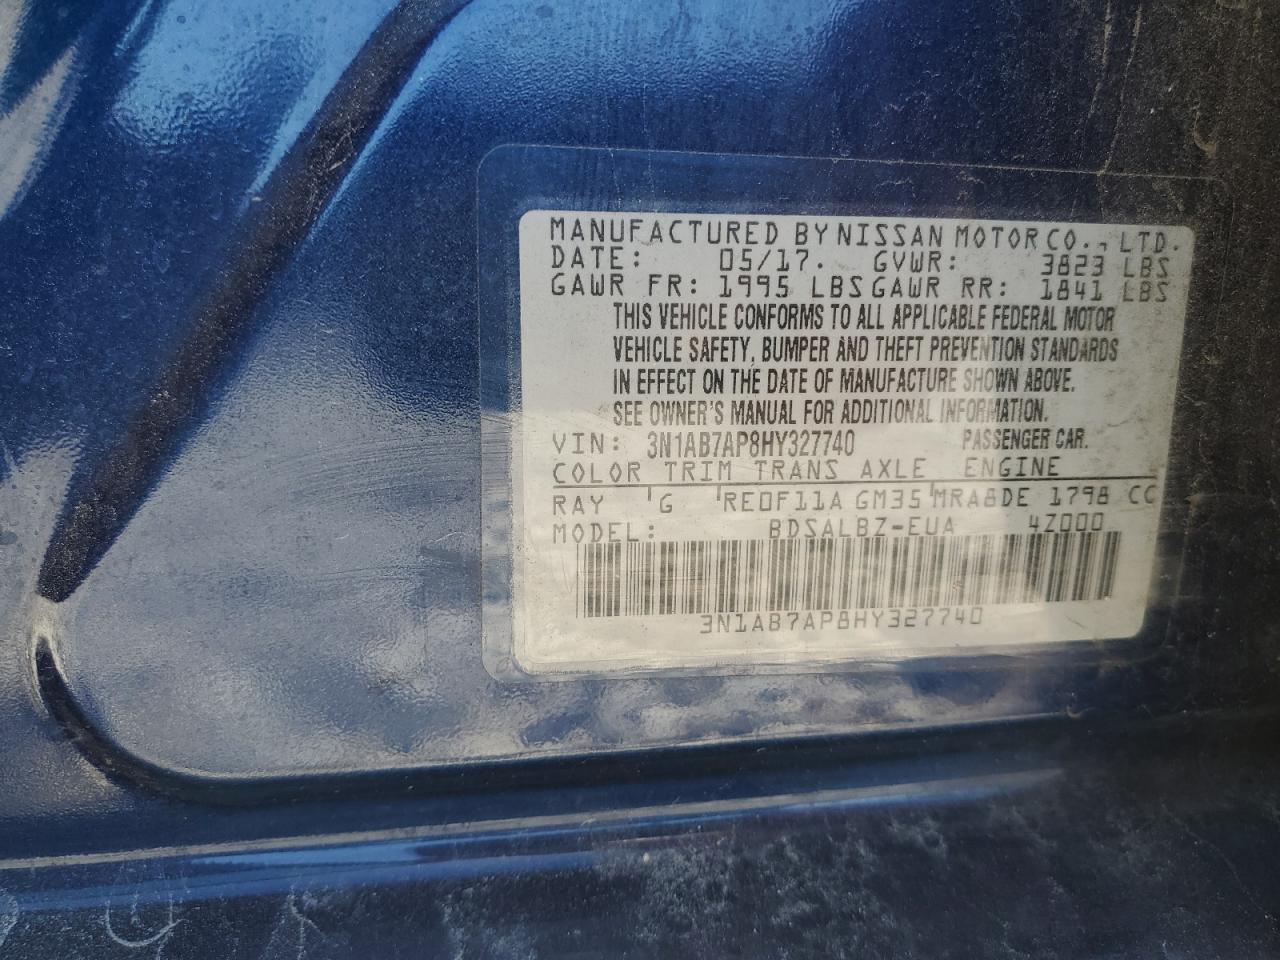 MANUFACTURED BY NISSAN MOTOR CO., LTD.
DATE: 05/17. GVWR: 3823 LBS
GAWR FR: 1995 LBS GAWR RR: 1841 LBS
THIS VEHICLE CONFORMS TO ALL APPLICABLE FEDERAL MOTOR
VEHICLE SAFETY, BUMPER AND THEFT PREVENTION STANDARDS
IN EFFECT ON THE DATE OF MANUFACTURE SHOWN ABOVE.
SEE OWNER'S MANUAL FOR ADDITIONAL INFORMATION.
VIN: 3N1AB7AP8HY327740 PASSENGER CAR.
COLOR TRIM TRANS AXLE ENGINE
RAY G RE0F11A GM35 MRA8DE 1798 CC
MODEL: BDSALBZ-EUA 4Z000
3N1AB7AP8HY327740